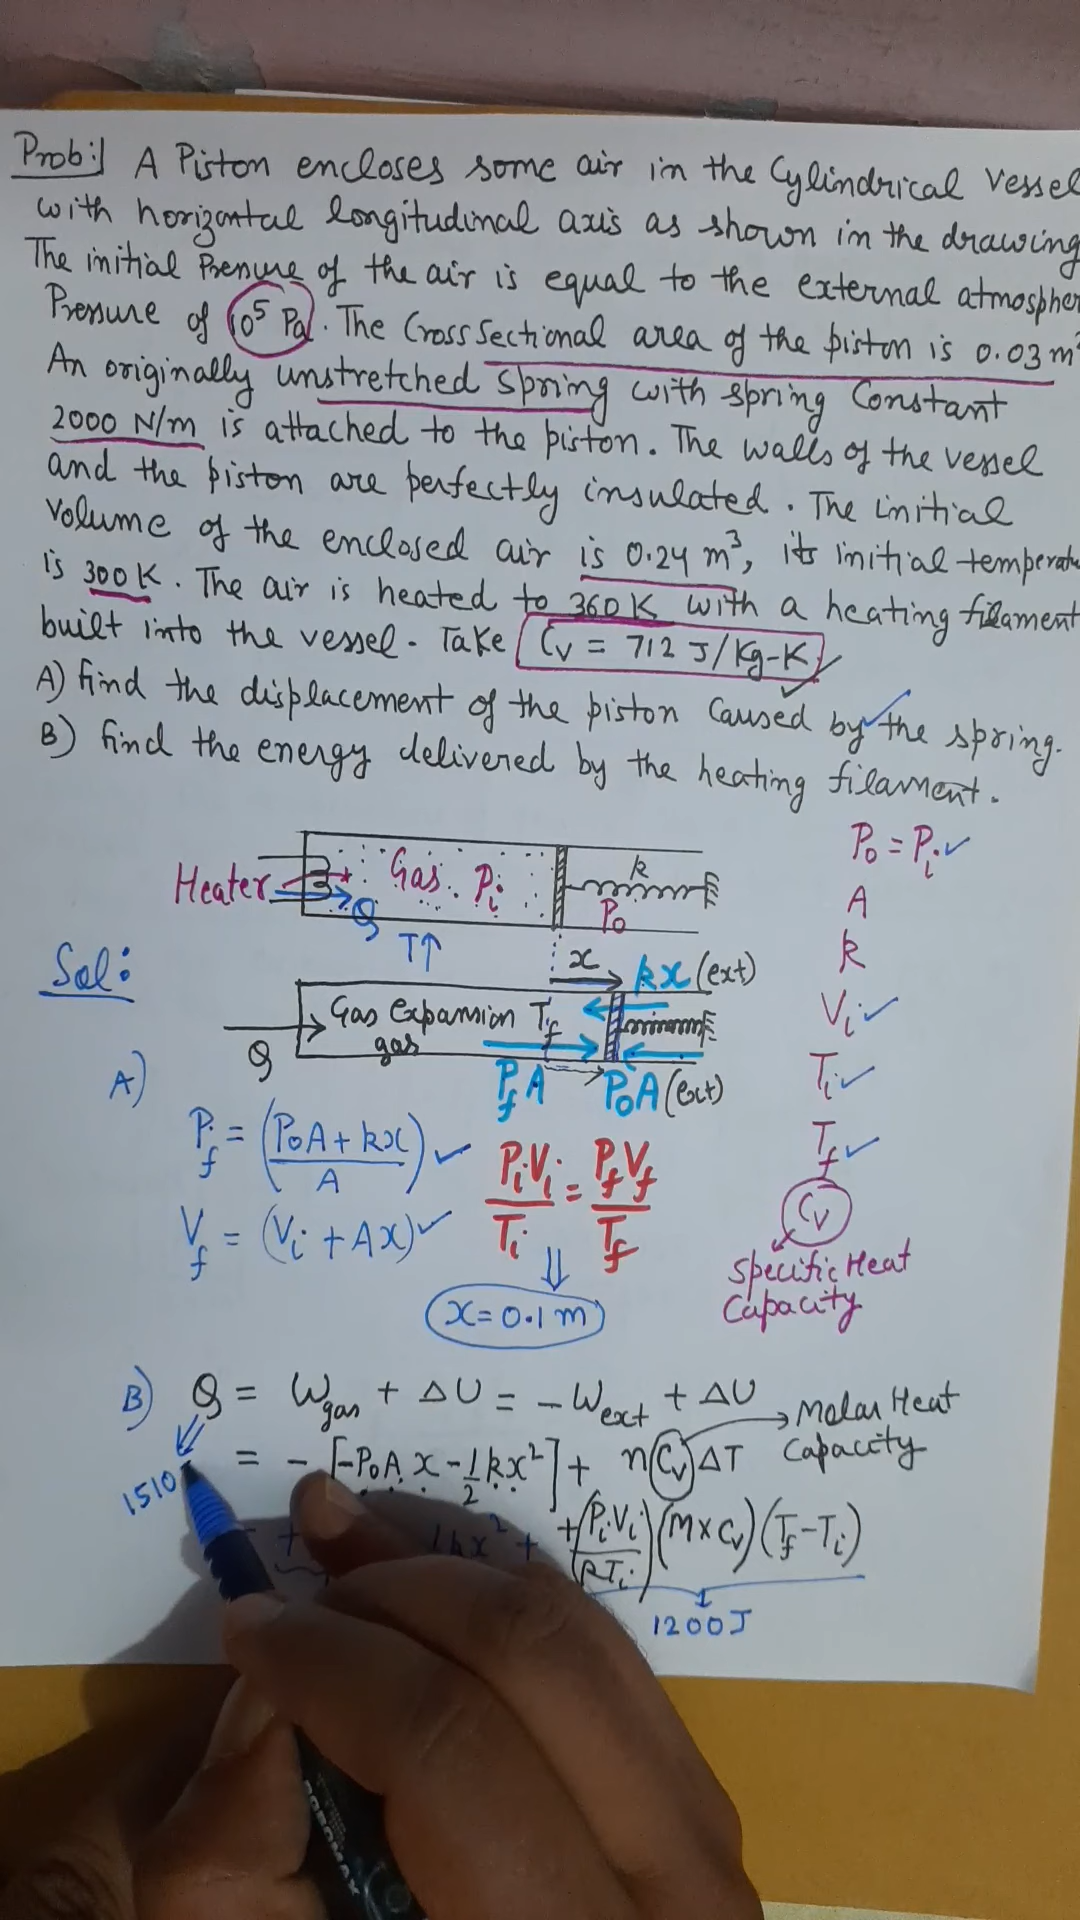 Prob:] A Piston encloses some air in the Cylindrical Vessel
with horizontal longitudinal axis as shown in the drawing
The initial Pressure of the air is equal to the external atmospher
Pressure of 10⁵ Pa. The Cross Sectional area of the piston is 0.03 m²
An originally unstretched spring with spring Constant
2000 N/m is attached to the piston. The walls of the vessel
and the piston are perfectly insulated. The initial
Volume of the enclosed air is 0.24 m³, its initial temperatu
is 300 K. The air is heated to 360 K with a heating filament
built into the vessel. Take Cv = 712 J/Kg-K
A) find the displacement of the piston Caused by the spring.
B) find the energy delivered by the heating filament.
Heater Gas Pi k P₀
Q
T↑
P₀ = Pi
A
k
Vi
Ti
Tf
Cv
Specific Heat
Capacity
Sol:
x kx (ext)
Gas Expansion Tf
gas
Q
PfA P₀A (ext)
A)
Pf = (P₀A + kx / A)
Vf = (Vi + Ax)
PiVi / Ti = PfVf / Tf
⇓
x = 0.1 m
B) Q = Wgas + ΔU = -Wext + ΔU
→ Molar Heat
Capacity
= - [-P₀A x - 1/2 kx²] + n Cv ΔT
1510
+ (PiVi / RTi) (M × Cv) (Tf - Ti)
1200 J